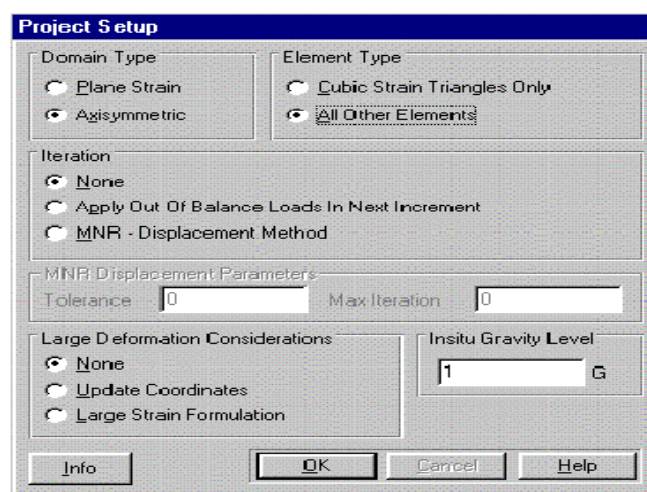 Project Setup
Domain Type
Element Type
Plane Strain
Cubic Strain Triangles Only
Axisymmetric
All Other Elements
Iteration
None
Apply Out Of Balance Loads In Next Increment
MNR - Displacement Method
MNR Displacement Parameters
Tolerance 0 Max Iteration 0
Large Deformation Considerations
Insitu Gravity Level
None
1 G
Update Coordinates
Large Strain Formulation
Info OK Cancel Help